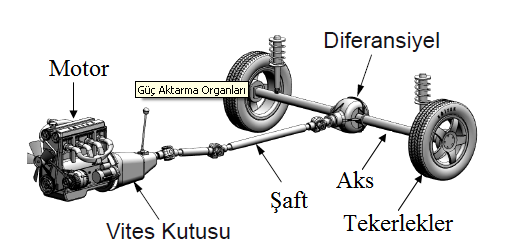 Diferansiyel
Motor
Güç Aktarma Organları
Aks
Şaft
Tekerlekler
Vites Kutusu